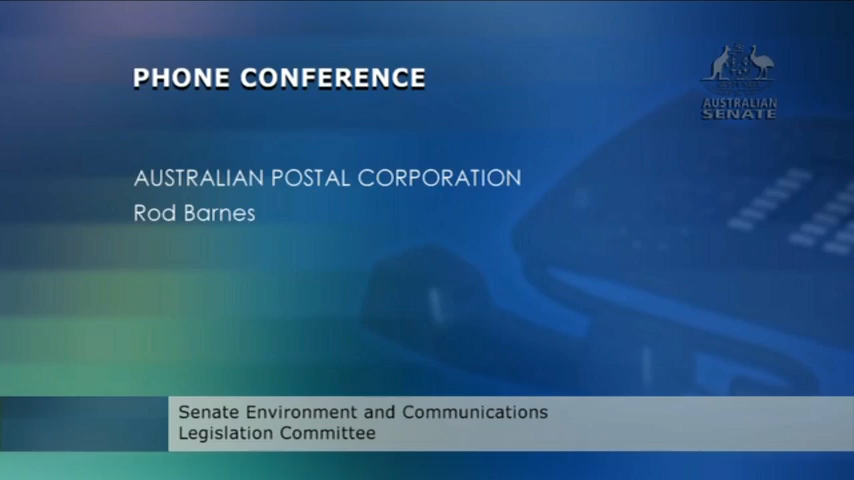 PHONE CONFERENCE
AUSTRALIAN
SENATE
AUSTRALIAN POSTAL CORPORATION
Rod Barnes
Senate Environment and Communications
Legislation Committee